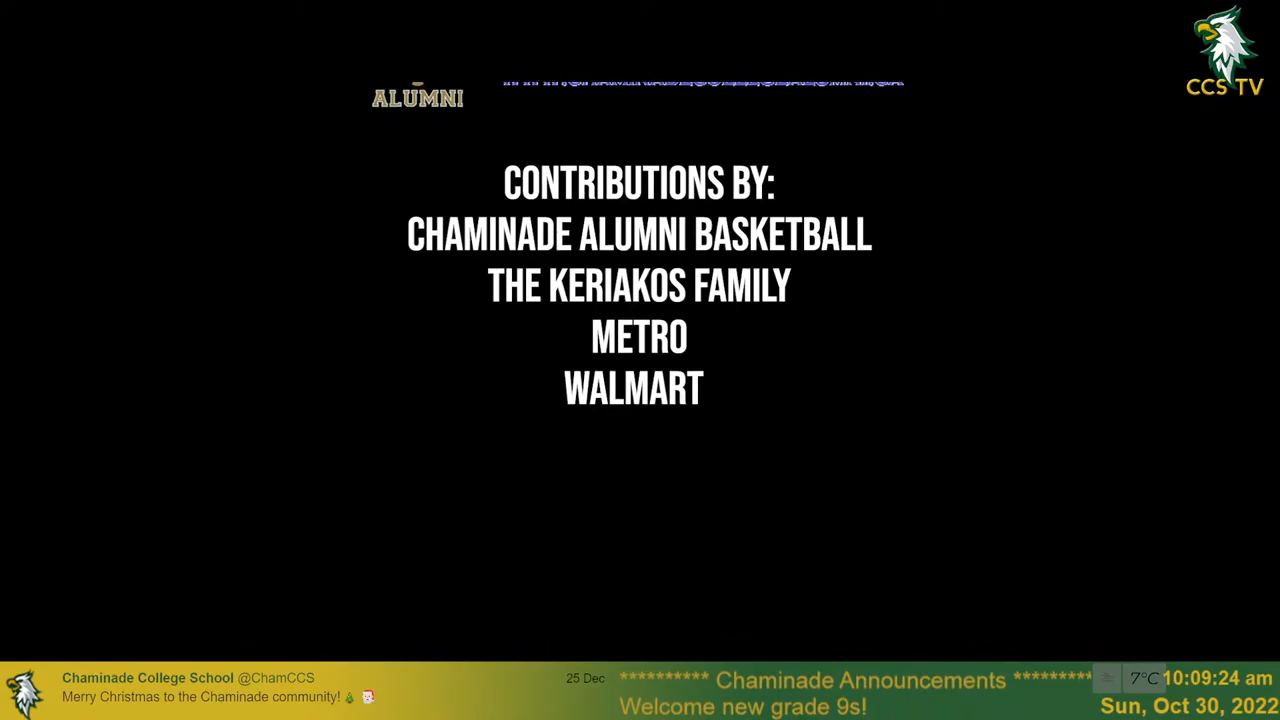 CCS TV
ALUMNI
CONTRIBUTIONS BY:
CHAMINADE ALUMNI BASKETBALL
THE KERIAKOS FAMILY
METRO
WALMART
Chaminade College School @ChamCCS
25 Dec
Merry Christmas to the Chaminade community!🎄 🎅
********** Chaminade Announcements **********
Welcome new grade 9s!
7°C
10:09:24 am
Sun, Oct 30, 2022